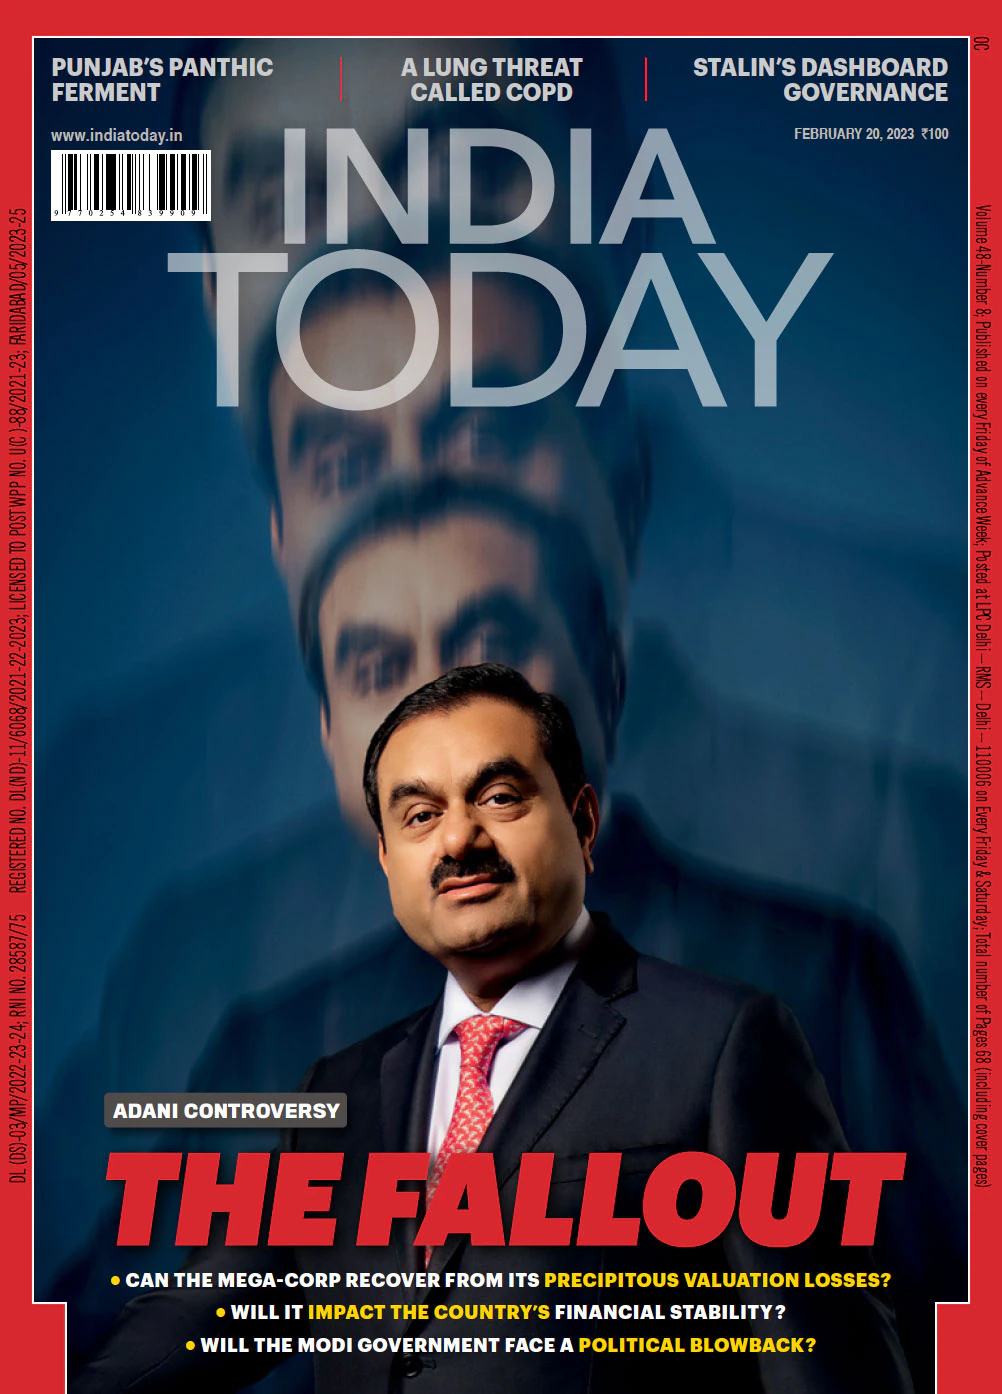 PUNJAB'S PANTHIC
FERMENT
A LUNG THREAT
CALLED COPD
STALIN'S DASHBOARD
GOVERNANCE
www.indiatoday.in
FEBRUARY 20, 2023 ₹100
9 770254 839909
INDIA
TODAY
ADANI CONTROVERSY
THE FALLOUT
• CAN THE MEGA-CORP RECOVER FROM ITS PRECIPITOUS VALUATION LOSSES?
• WILL IT IMPACT THE COUNTRY'S FINANCIAL STABILITY?
• WILL THE MODI GOVERNMENT FACE A POLITICAL BLOWBACK?
DL (DS)-03/MP/2022-23-24; RNI NO. 28587/75 REGISTERED NO. DL(ND)-11/6068/2021-22-2023; LICENSED TO POST WPP NO. U(C )-88/2021-23; FARIDABAD/05/2023-25
OC
Volume 48-Number 8; Published on every Friday of Advance Week; Posted at LPC Delhi – RMS – Delhi – 110006 on Every Friday & Saturday; Total number of Pages 68 (including cover pages)